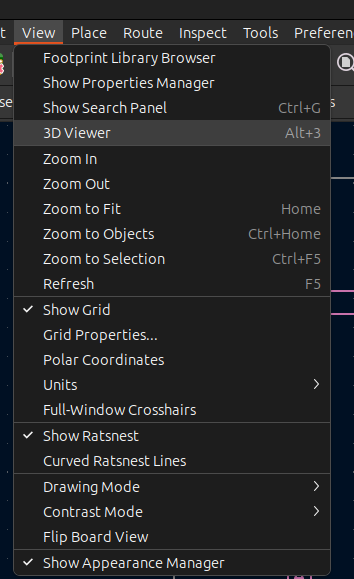 View Place Route Inspect Tools Preferen
Footprint Library Browser
Show Properties Manager
Show Search Panel Ctrl+G
3D Viewer Alt+3
Zoom In
Zoom Out
Zoom to Fit Home
Zoom to Objects Ctrl+Home
Zoom to Selection Ctrl+F5
Refresh F5
Show Grid
Grid Properties...
Polar Coordinates
Units
Full-Window Crosshairs
Show Ratsnest
Curved Ratsnest Lines
Drawing Mode
Contrast Mode
Flip Board View
Show Appearance Manager